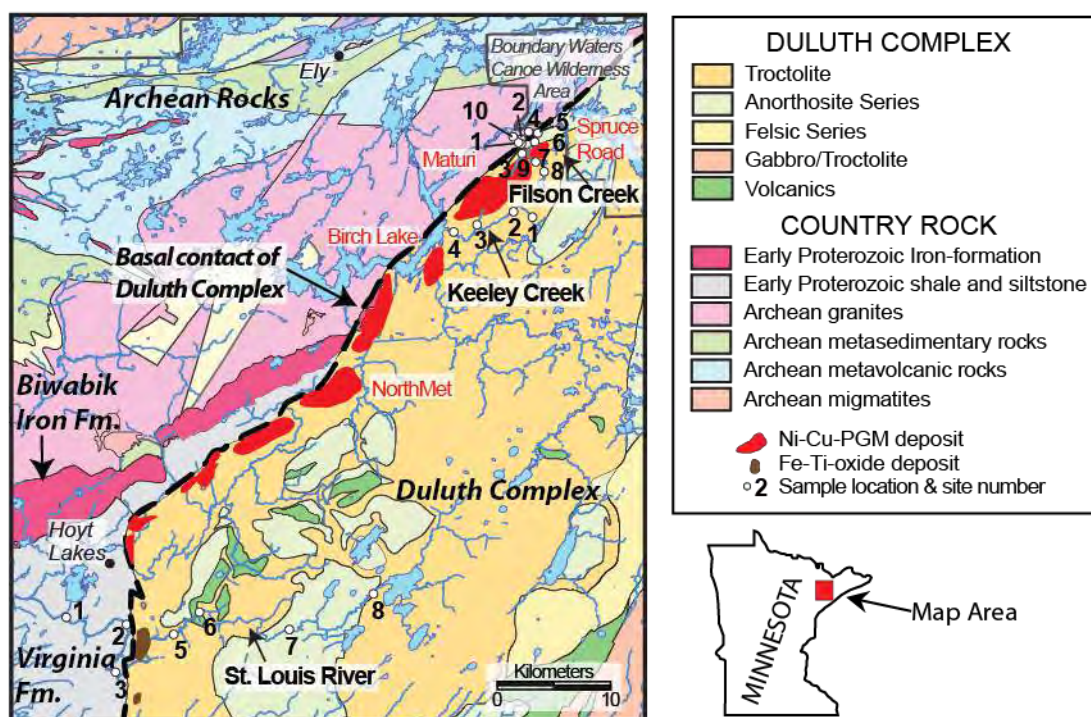 Boundary Waters
Canoe Wilderness
Area
Ely
Archean Rocks
10
2
4
5
Spruce
Road
1
6
Maturi
7
3
9
8
Filson Creek
Birch Lake
4
3
2
1
Basal contact of
Duluth Complex
Keeley Creek
Biwabik
Iron Fm.
NorthMet
Duluth Complex
Hoyt
Lakes
1
2
3
5
6
7
8
Virginia
Fm.
St. Louis River
Kilometers
0
10
DULUTH COMPLEX
Troctolite
Anorthosite Series
Felsic Series
Gabbro/Troctolite
Volcanics
COUNTRY ROCK
Early Proterozoic Iron-formation
Early Proterozoic shale and siltstone
Archean granites
Archean metasedimentary rocks
Archean metavolcanic rocks
Archean migmatites
Ni-Cu-PGM deposit
Fe-Ti-oxide deposit
2 Sample location & site number
MINNESOTA
Map Area